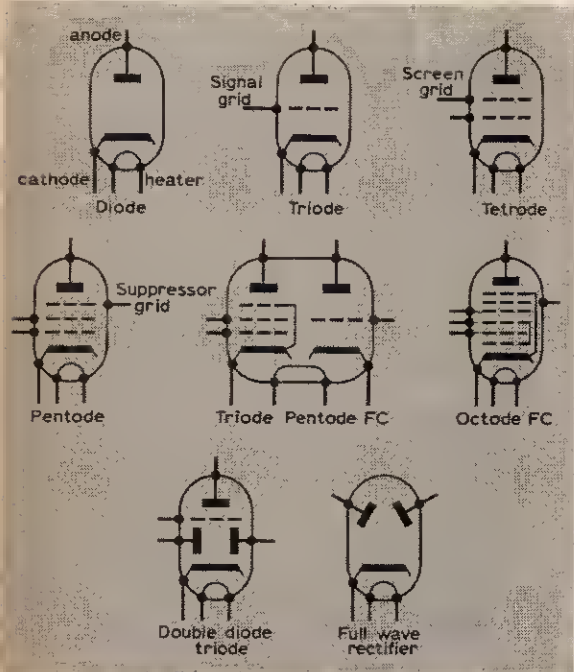 anode
Signal
grid
Screen
grid
cathode
heater
Diode
Triode
Tetrode
Suppressor
grid
Pentode
Triode Pentode FC
Octode FC
Double diode
triode
Full wave
rectifier